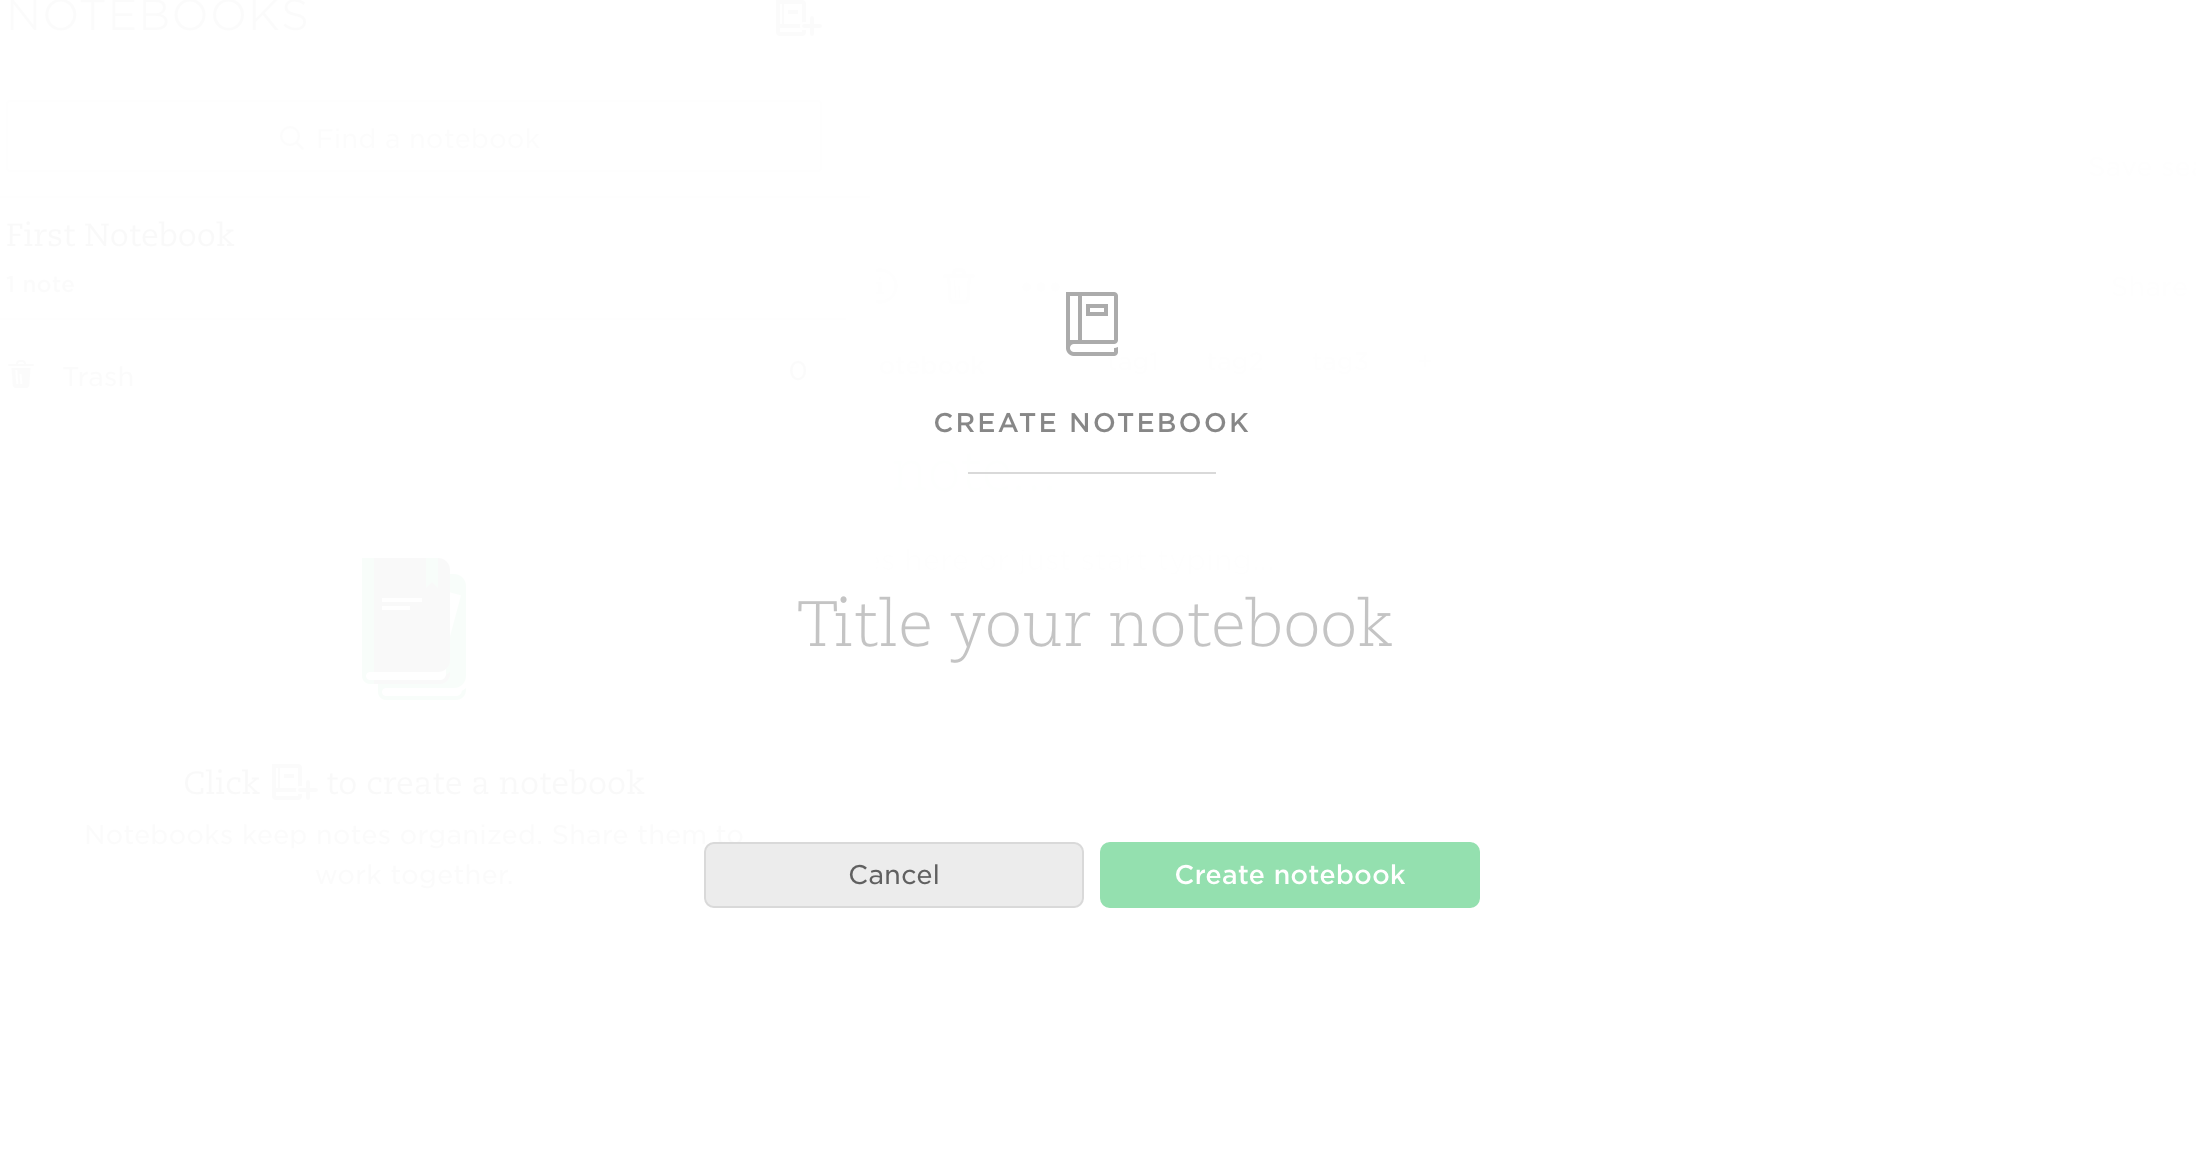 NOTEBOOKS
Find a notebook
First Notebook
1 note
Trash
0
CREATE NOTEBOOK
Title your notebook
Click to create a notebook
Notebooks keep notes organized. Share them to
work together.
Cancel
Create notebook